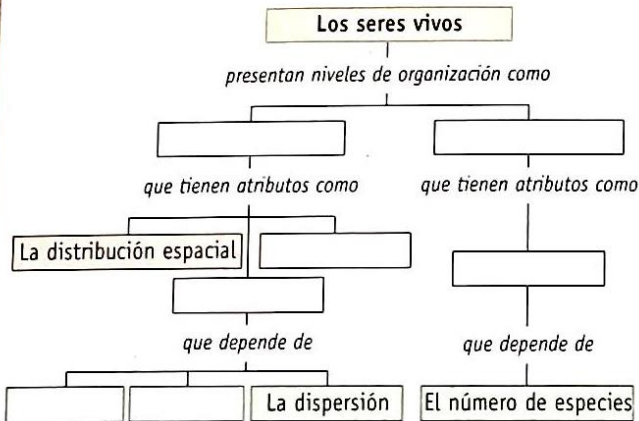 Los seres vivos
presentan niveles de organización como
que tienen atributos como
que tienen atributos como
La distribución espacial
que depende de
que depende de
La dispersión
El número de especies